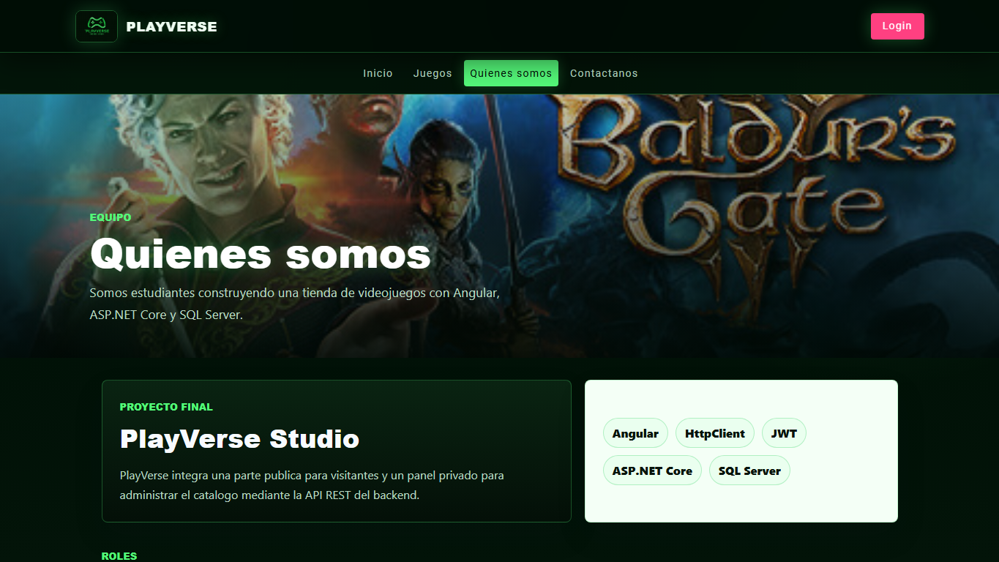 PLAYVERSE
PLAYVERSE
Login
Inicio
Juegos
Quienes somos
Contactanos
BALDUR'S
GATE
EQUIPO
Quienes somos
Somos estudiantes construyendo una tienda de videojuegos con Angular,
ASP.NET Core y SQL Server.
PROYECTO FINAL
PlayVerse Studio
PlayVerse integra una parte publica para visitantes y un panel privado para
administrar el catalogo mediante la API REST del backend.
Angular
HttpClient
JWT
ASP.NET Core
SQL Server
ROLES